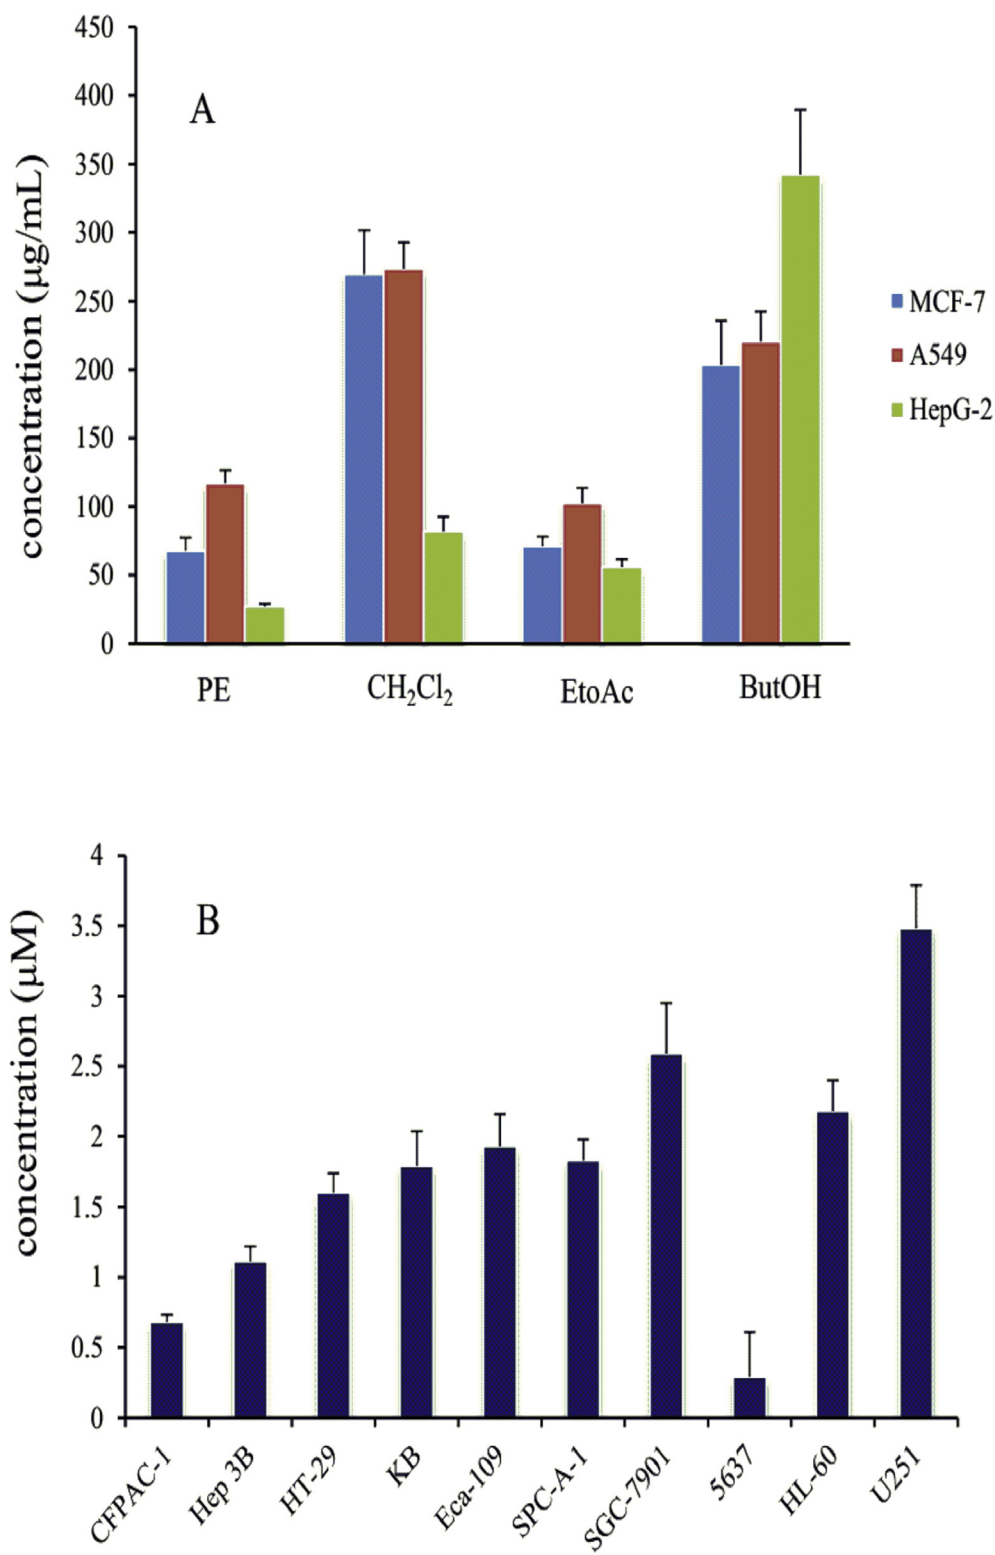 450
400
350
300
250
200
150
100
50
0
concentration (µg/mL)
A
MCF-7
A549
HepG-2
PE
CH₂Cl₂
EtoAc
ButOH
4
3.5
3
2.5
2
1.5
1
0.5
0
concentration (µM)
B
CFPAC-1
Hep 3B
HT-29
KB
Eca-109
SPC-A-1
SGC-7901
5637
HL-60
U251